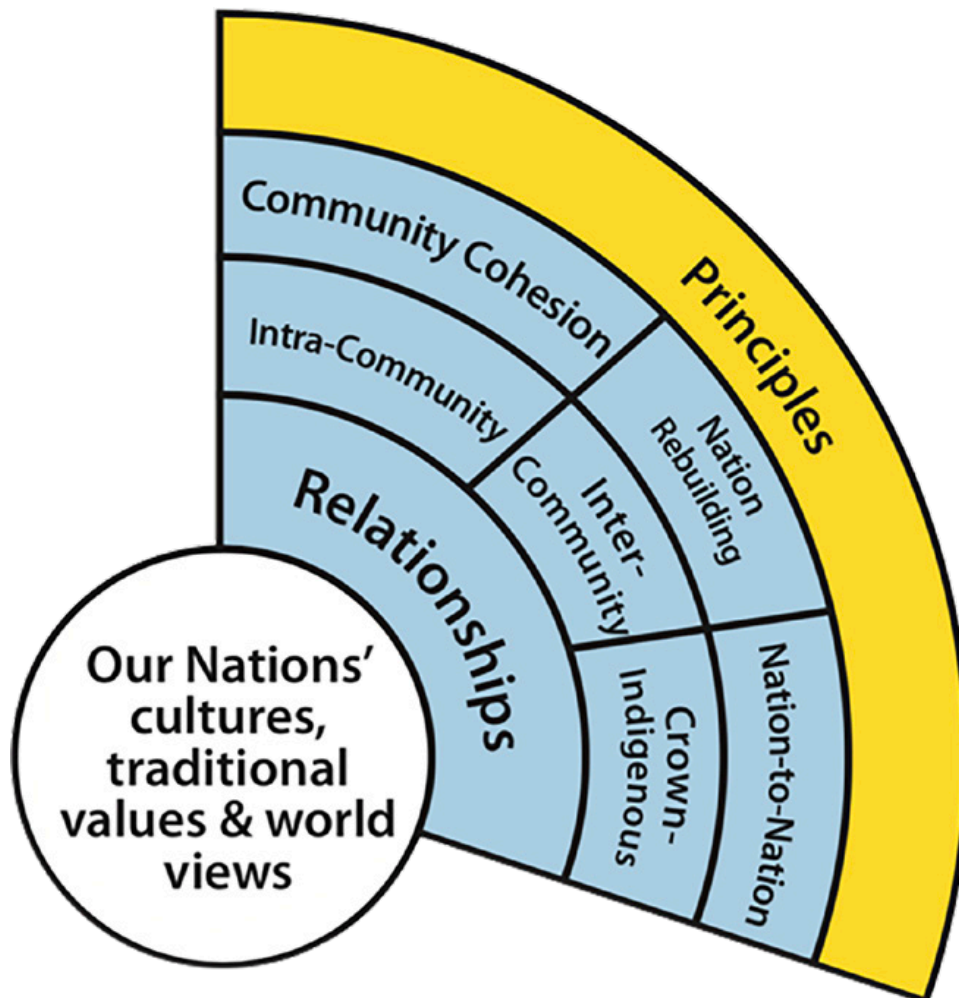 Principles
Community Cohesion
Nation
Rebuilding
Nation-to-Nation
Intra-Community
Inter-
Community
Crown-
Indigenous
Relationships
Our Nations’
cultures,
traditional
values & world
views